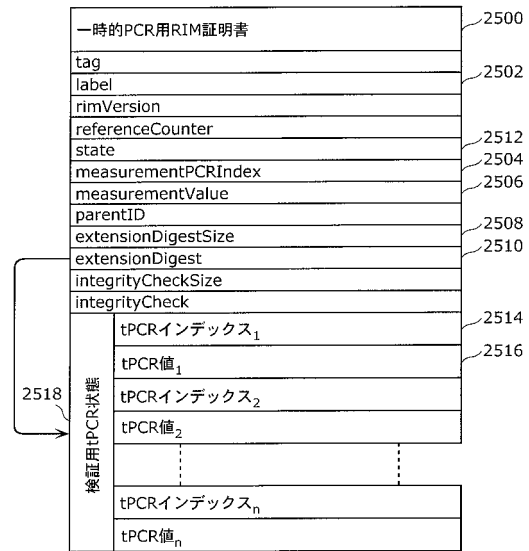 一時的PCR用RIM証明書
2500
tag
label
2502
rimVersion
referenceCounter
state
2512
measurementPCRIndex
2504
measurementValue
2506
parentID
extensionDigestSize
2508
extensionDigest
2510
integrityCheckSize
integrityCheck
2518
検証用tPCR状態
tPCRインデックス1
2514
tPCR値1
2516
tPCRインデックス2
tPCR値2
tPCRインデックスn
tPCR値n